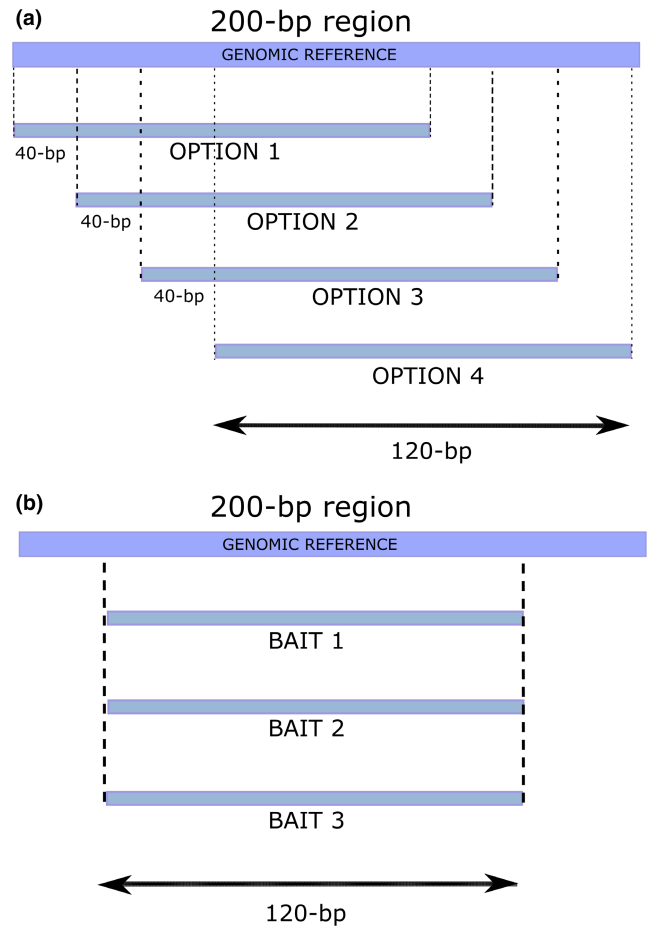 (a)
200-bp region
GENOMIC REFERENCE
40-bp
OPTION 1
40-bp
OPTION 2
40-bp
OPTION 3
OPTION 4
120-bp
(b)
200-bp region
GENOMIC REFERENCE
BAIT 1
BAIT 2
BAIT 3
120-bp